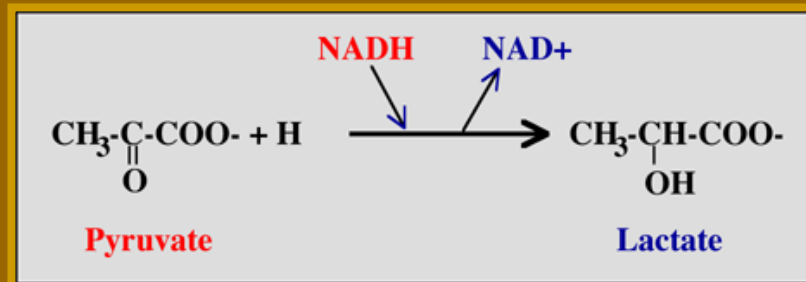 NADH NAD+
CH3-C-COO- + H CH3-CH-COO-
O OH
Pyruvate Lactate